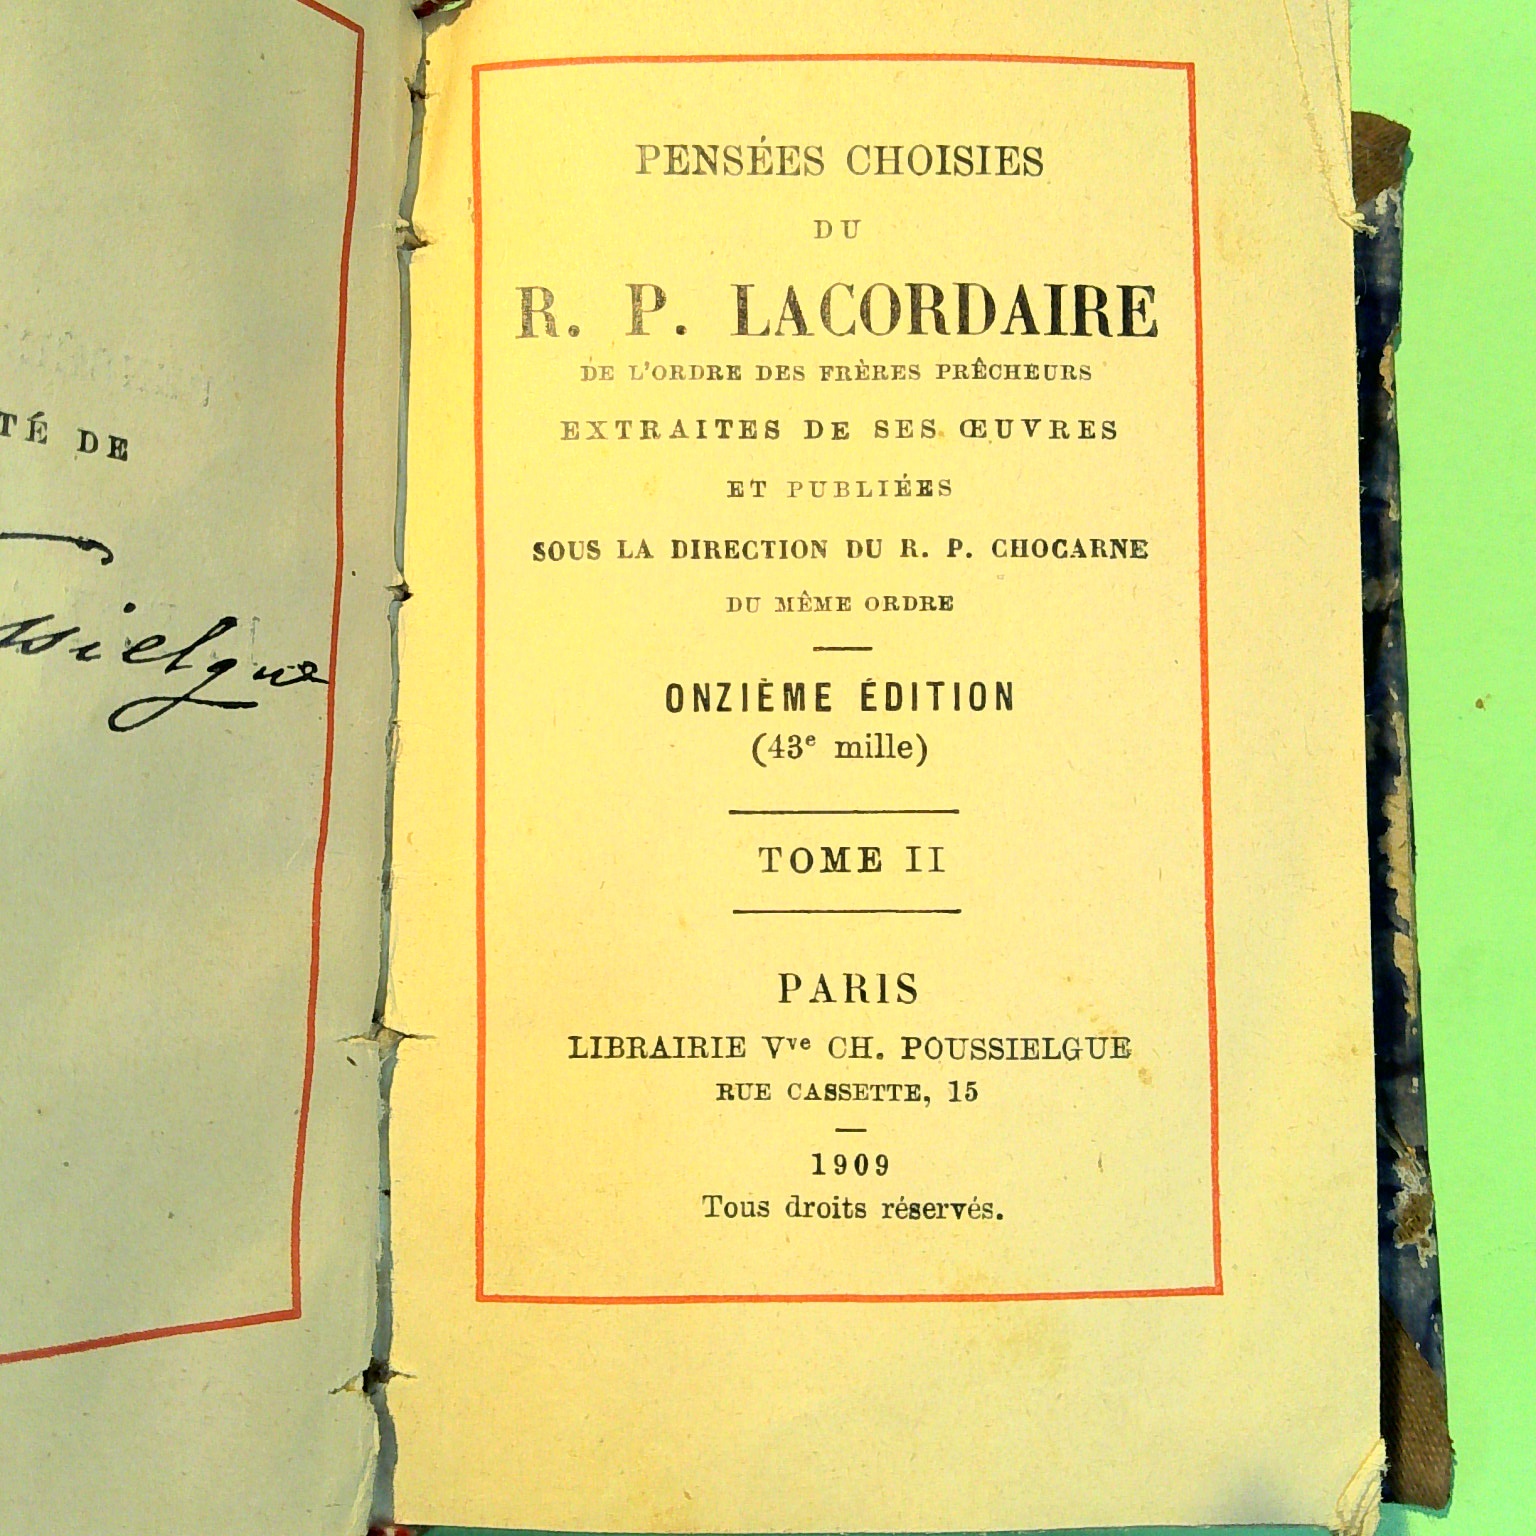 TÉ DE
PENSÉES CHOISIES
DU
R. P. LACORDAIRE
DE L'ORDRE DES FRÈRES PRÊCHEURS
EXTRAITES DE SES ŒUVRES
ET PUBLIÉES
SOUS LA DIRECTION DU R. P. CHOCARNE
DU MÊME ORDRE
ONZIÈME ÉDITION
(43e mille)
TOME II
PARIS
LIBRAIRIE Vve CH. POUSSIELGUE
RUE CASSETTE, 15
1909
Tous droits réservés.